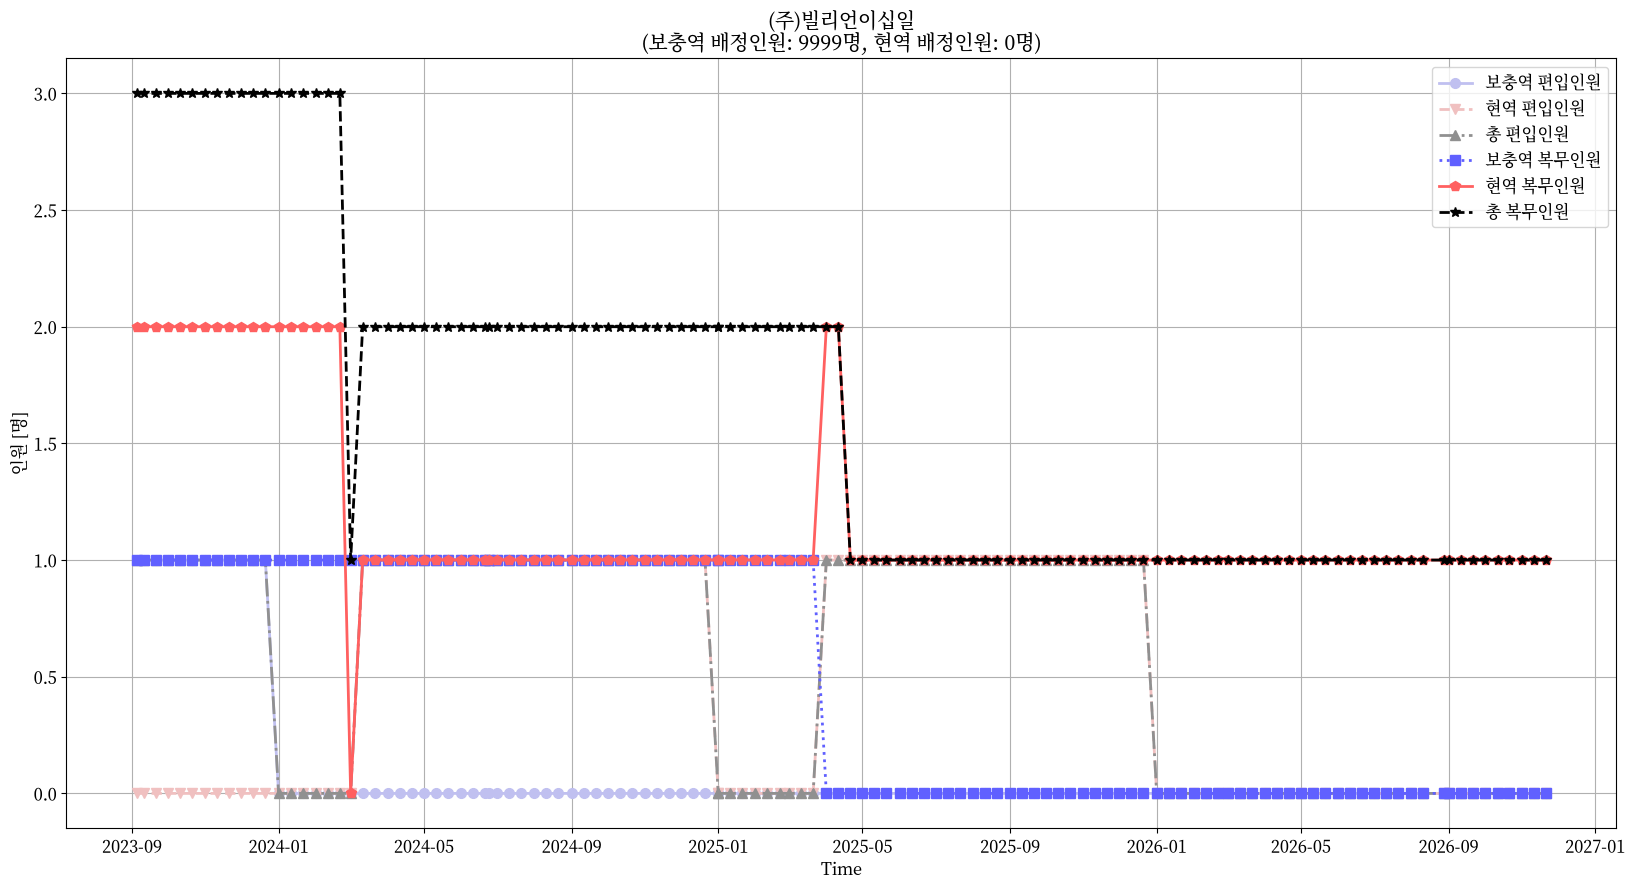 (주)빌리언이십일
(보충역 배정인원: 9999명, 현역 배정인원: 0명)
보충역 편입인원
현역 편입인원
총 편입인원
보충역 복무인원
현역 복무인원
총 복무인원
인원 [명]
3.0
2.5
2.0
1.5
1.0
0.5
0.0
2023-09 2024-01 2024-05 2024-09 2025-01 2025-05 2025-09 2026-01 2026-05 2026-09 2027-01
Time